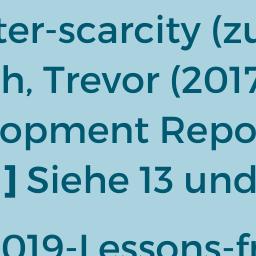 ter-scarcity (zu
h, Trevor (2017
opment Repo
] Siehe 13 und
019-Lessons-fr